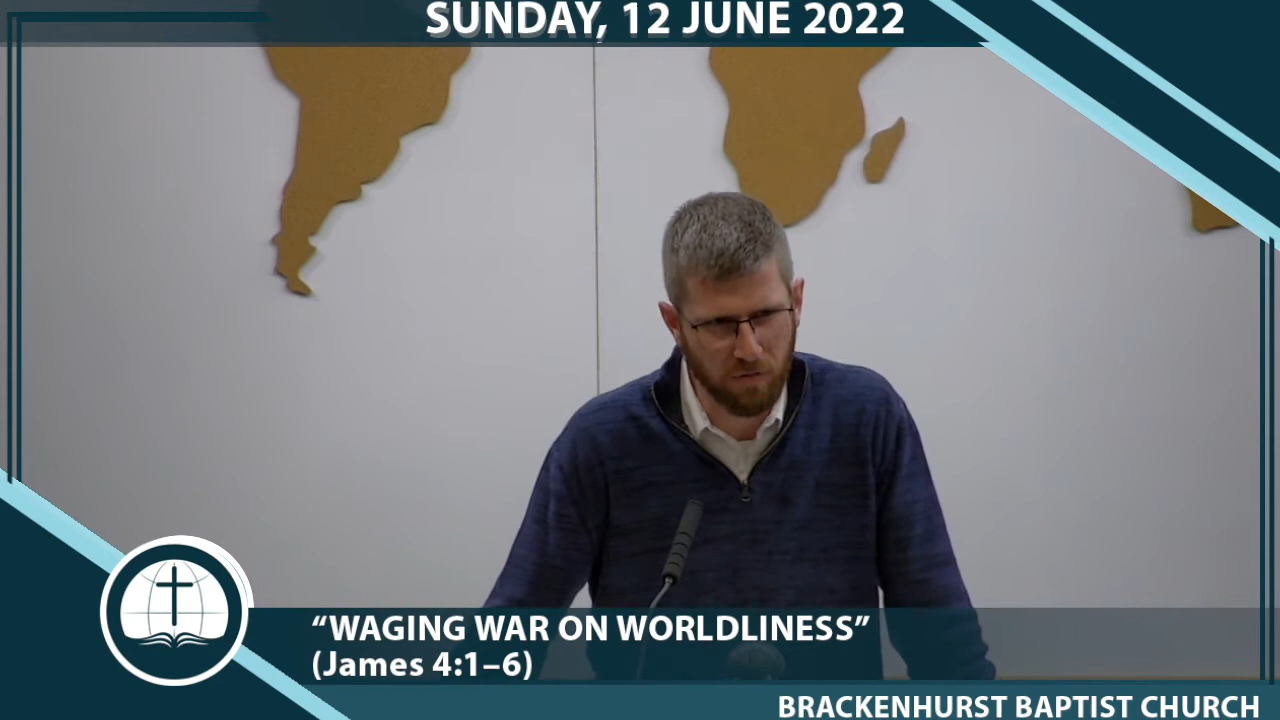 SUNDAY, 12 JUNE 2022
“WAGING WAR ON WORLDLINESS”
(James 4:1–6)
BRACKENHURST BAPTIST CHURCH